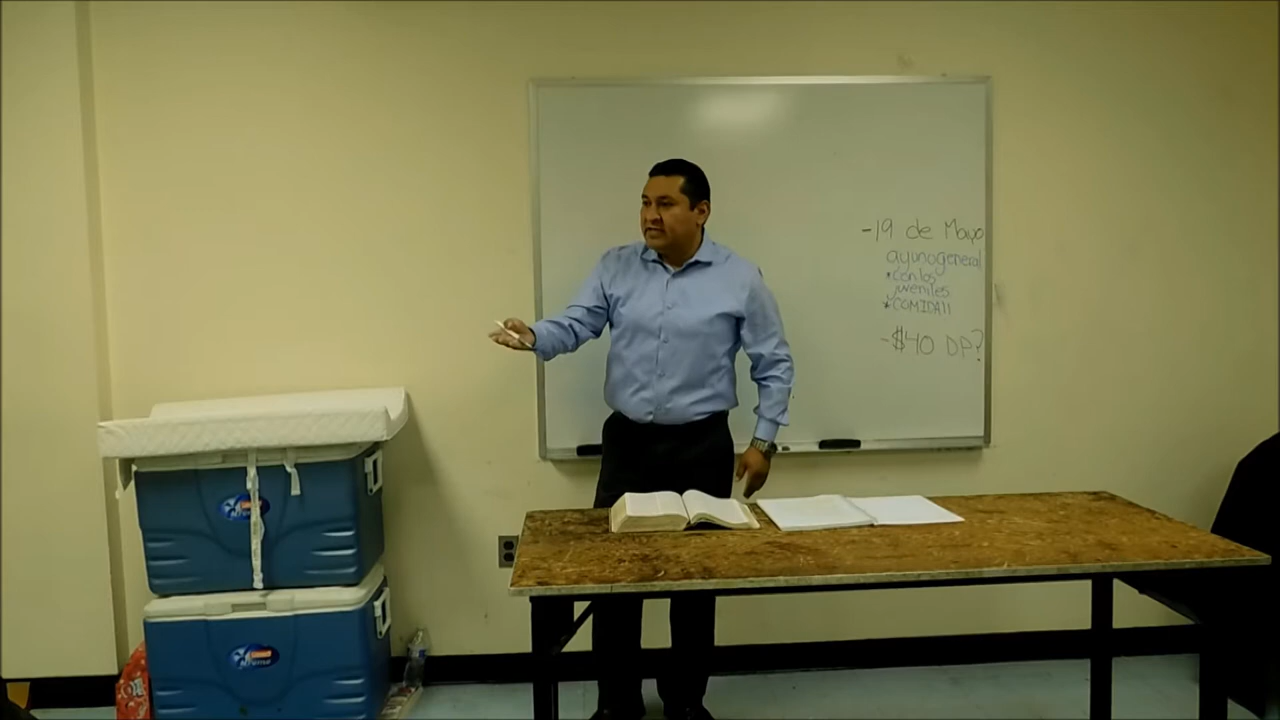 -19 de Mayo
ayuno general
*con los
juveniles
*COMIDA!!
-$40 DP?